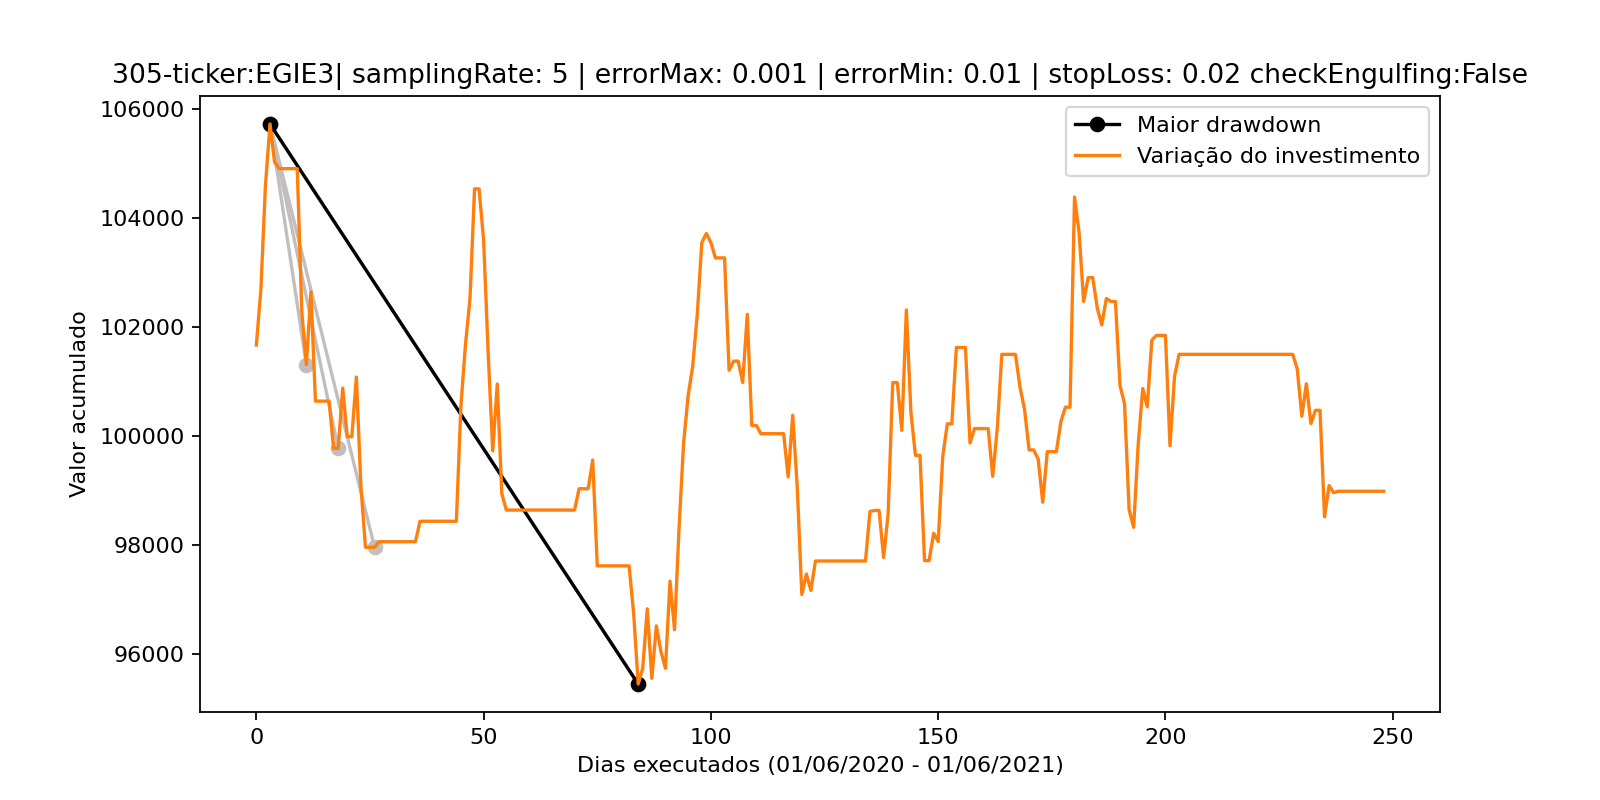 305-ticker:EGIE3| samplingRate: 5 | errorMax: 0.001 | errorMin: 0.01 | stopLoss: 0.02 checkEngulfing:False
Maior drawdown
Variação do investimento
Valor acumulado
106000
104000
102000
100000
98000
96000
0 50 100 150 200 250
Dias executados (01/06/2020 - 01/06/2021)